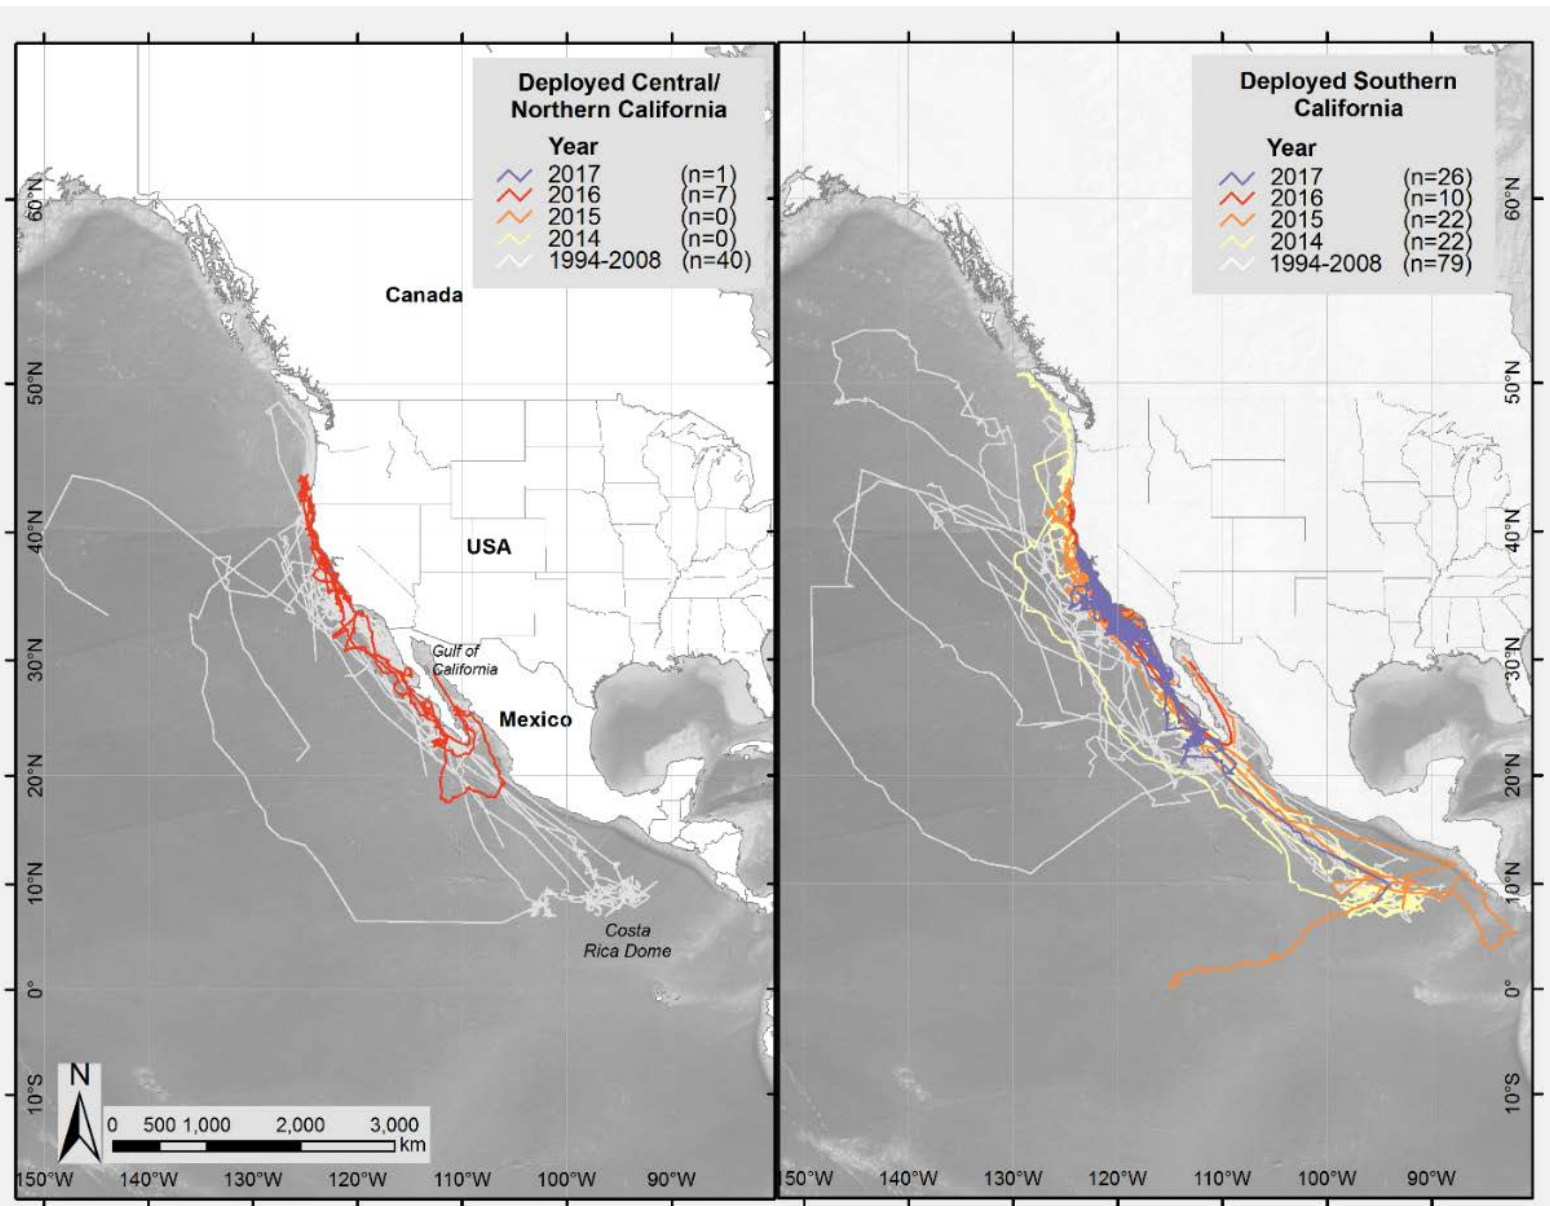 Deployed Central/
Northern California
Year
2017 (n=1)
2016 (n=7)
2015 (n=0)
2014 (n=0)
1994-2008 (n=40)
Canada
USA
Gulf of
California
Mexico
Costa
Rica Dome
60°N
50°N
40°N
30°N
20°N
10°N
0°
10°S
N
0 500 1,000 2,000 3,000
km
150°W 140°W 130°W 120°W 110°W 100°W 90°W
Deployed Southern
California
Year
2017 (n=26)
2016 (n=10)
2015 (n=22)
2014 (n=22)
1994-2008 (n=79)
60°N
50°N
40°N
30°N
20°N
10°N
0°
10°S
150°W 140°W 130°W 120°W 110°W 100°W 90°W